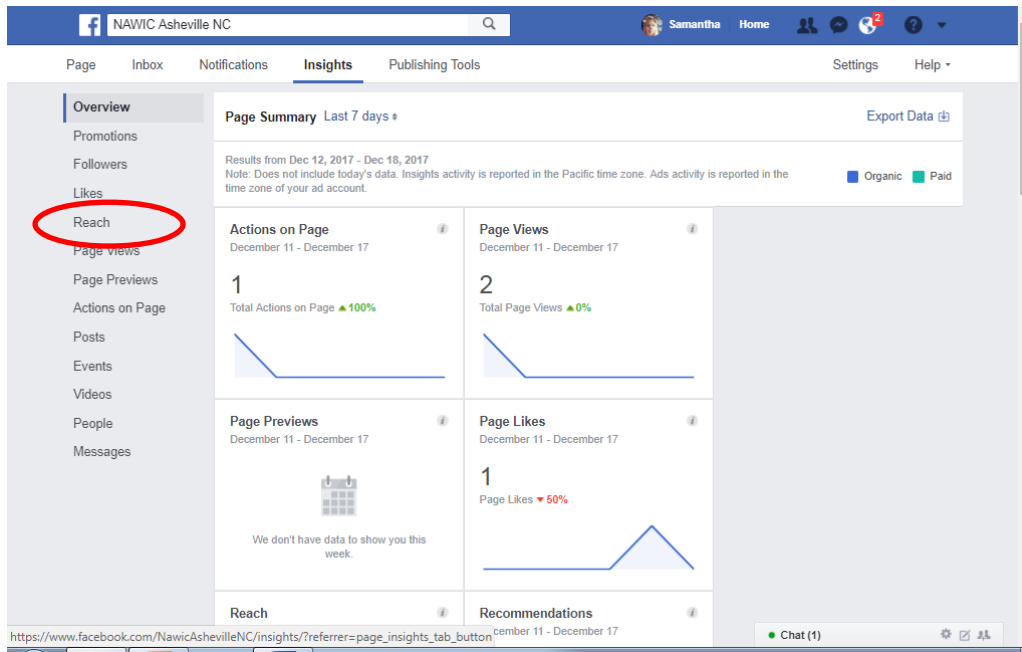 NAWIC Asheville NC
Samantha Home 2
Page Inbox Notifications Insights Publishing Tools Settings Help
Overview
Promotions
Followers
Likes
Reach
Page Views
Page Previews
Actions on Page
Posts
Events
Videos
People
Messages
Page Summary Last 7 days
Export Data
Results from Dec 12, 2017 - Dec 18, 2017
Note: Does not include today's data. Insights activity is reported in the Pacific time zone. Ads activity is reported in the
time zone of your ad account.
Organic Paid
Actions on Page
December 11 - December 17
1
Total Actions on Page 100%
Page Views
December 11 - December 17
2
Total Page Views 0%
Page Previews
December 11 - December 17
We don't have data to show you this
week.
Page Likes
December 11 - December 17
1
Page Likes 50%
Reach
Recommendations
December 11 - December 17
https://www.facebook.com/NawicAshevilleNC/insights/?referrer=page_insights_tab_button
Chat (1)